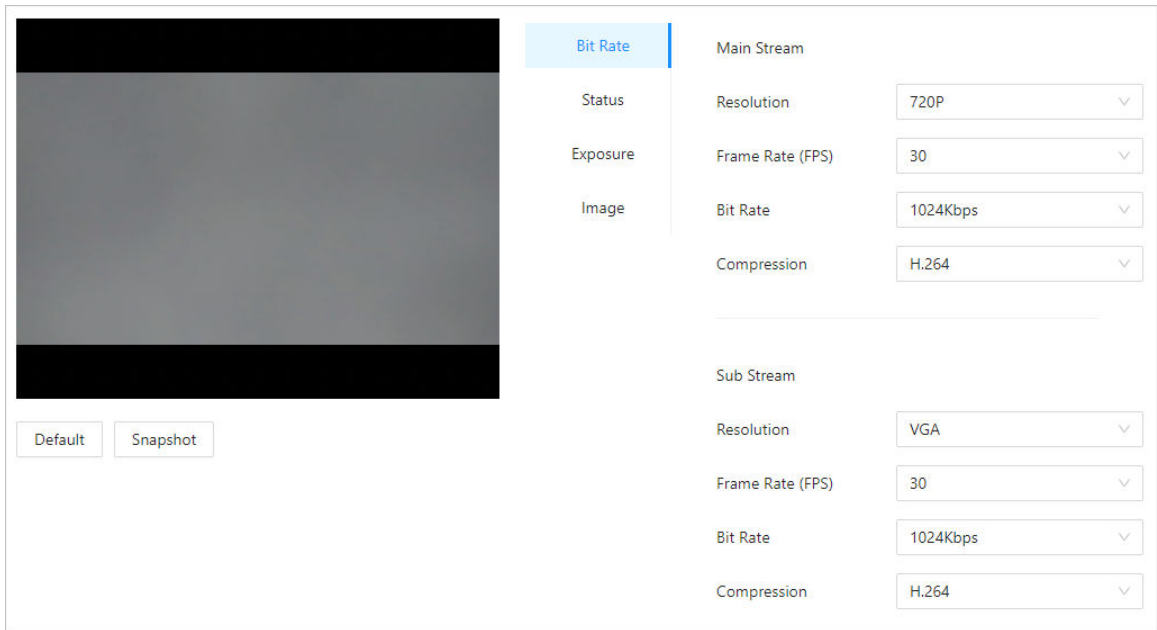 Bit Rate
Status
Exposure
Image
Main Stream
Resolution 720P
Frame Rate (FPS) 30
Bit Rate 1024Kbps
Compression H.264
Sub Stream
Resolution VGA
Frame Rate (FPS) 30
Bit Rate 1024Kbps
Compression H.264
Default Snapshot